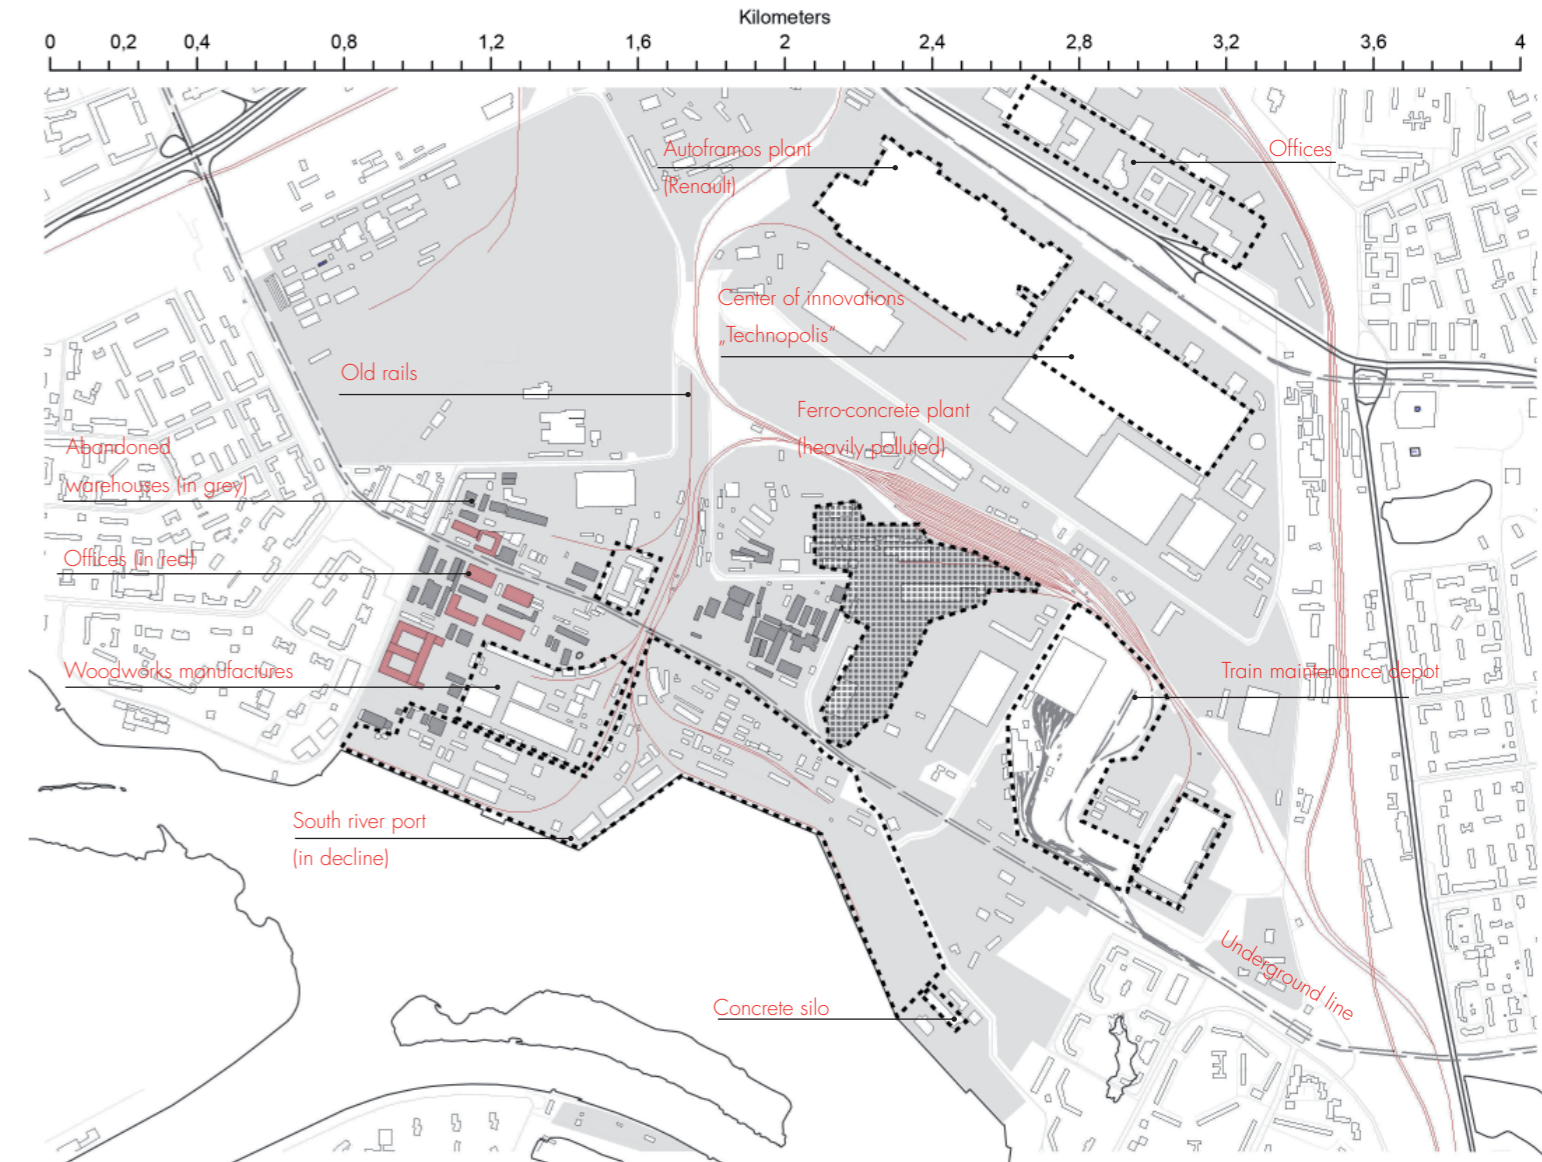 Kilometers
0 0,2 0,4 0,8 1,2 1,6 2 2,4 2,8 3,2 3,6 4
Autoframos plant
(Renault)
Offices
Center of innovations
„Technopolis“
Old rails
Ferro-concrete plant
(heavily-polluted)
Abandoned
warehouses (in grey)
Offices (in red)
Woodworks manufactures
Train maintenance depot
South river port
(in decline)
Underground line
Concrete silo